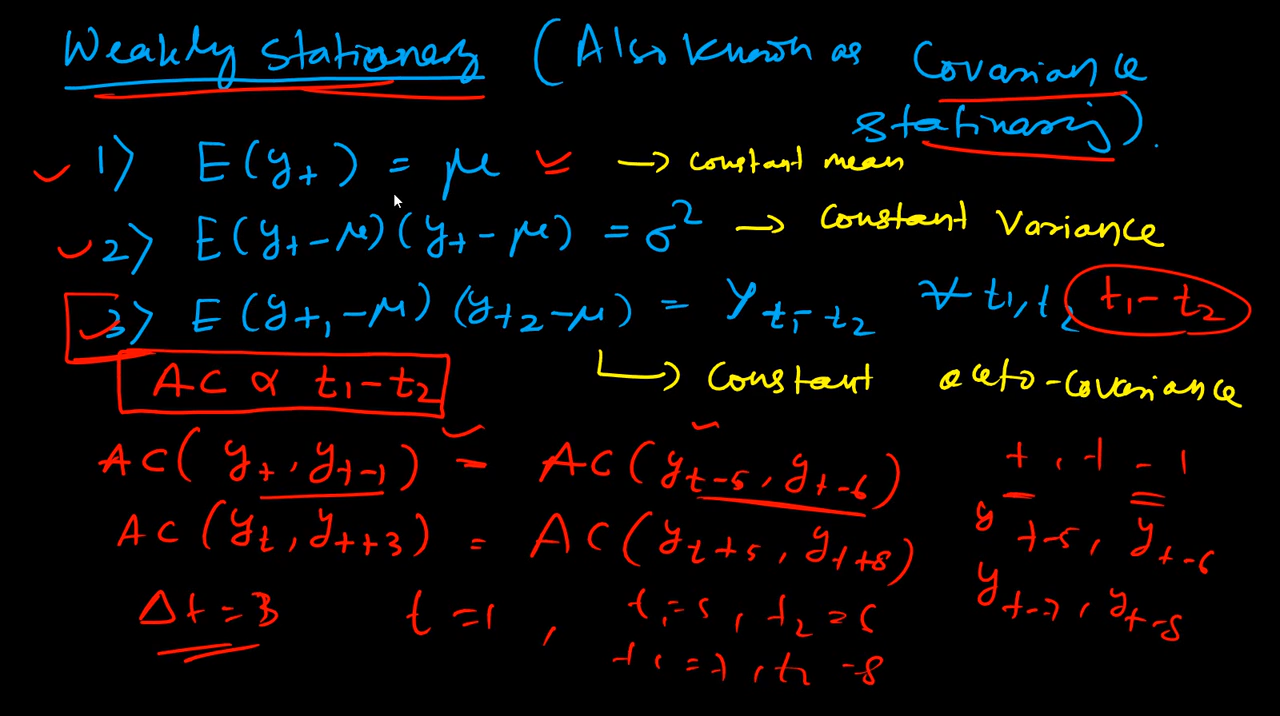 Weakly Stationary (Also known as Covariance
stationary).
1) E(yₜ) = μ → constant mean
2) E(yₜ-μ)(yₜ-μ) = σ² → Constant Variance
3) E(yₜ₁-μ)(yₜ₂-μ) = γₜ₁-ₜ₂ ∀ t₁, t₂ t₁-t₂
AC ∝ t₁-t₂ → constant auto-covariance
AC(yₜ, yₜ₋₁) = AC(yₜ₋₅, yₜ₋₆) t, t-1
AC(yₜ, yₜ₊₃) = AC(yₜ₊₅, yₜ₊₈) yₜ₋₅, yₜ₋₆
Δt = 3 t = 1, t₁=5, t₂=6 yₜ₋₇, yₜ₋₈
t₁=7, t₂=8